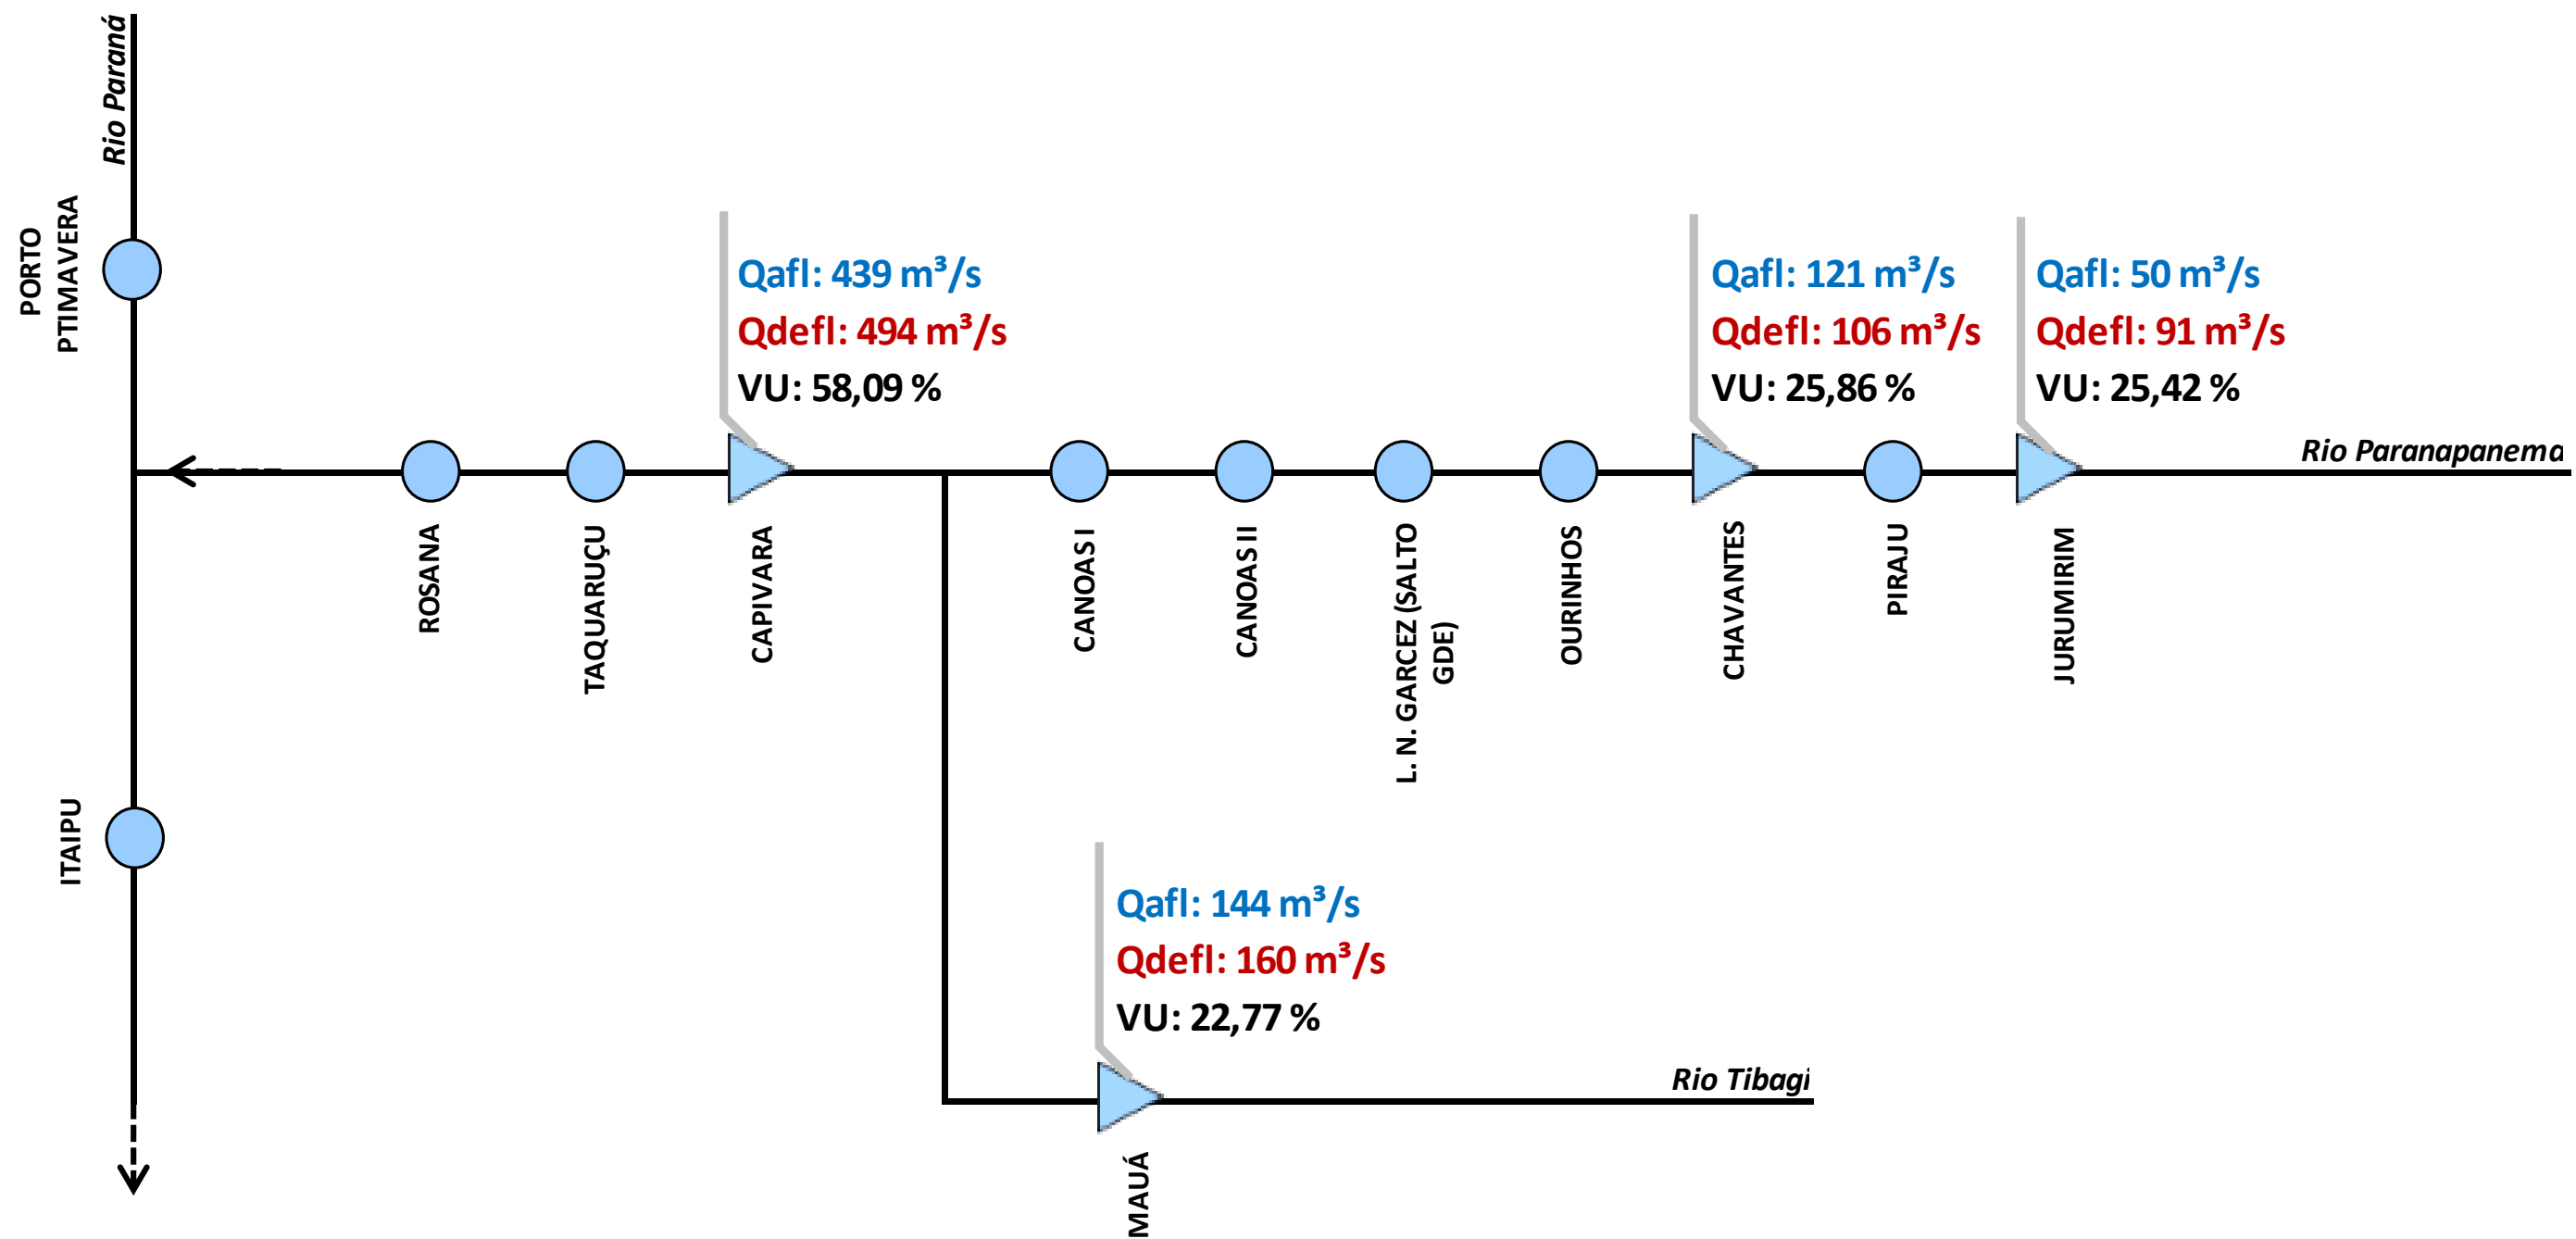 Rio Paraná
PORTO
PTIMAVERA
Qafl: 439 m³/s
Qdefl: 494 m³/s
VU: 58,09 %
Qafl: 121 m³/s
Qdefl: 106 m³/s
VU: 25,86 %
Qafl: 50 m³/s
Qdefl: 91 m³/s
VU: 25,42 %
Rio Paranapanema
ROSANA
TAQUARUÇU
CAPIVARA
CANOAS I
CANOAS II
L. N. GARCEZ (SALTO
GDE)
OURINHOS
CHAVANTES
PIRAJU
JURUMIRIM
ITAIPU
Qafl: 144 m³/s
Qdefl: 160 m³/s
VU: 22,77 %
Rio Tibagi
MAUÁ